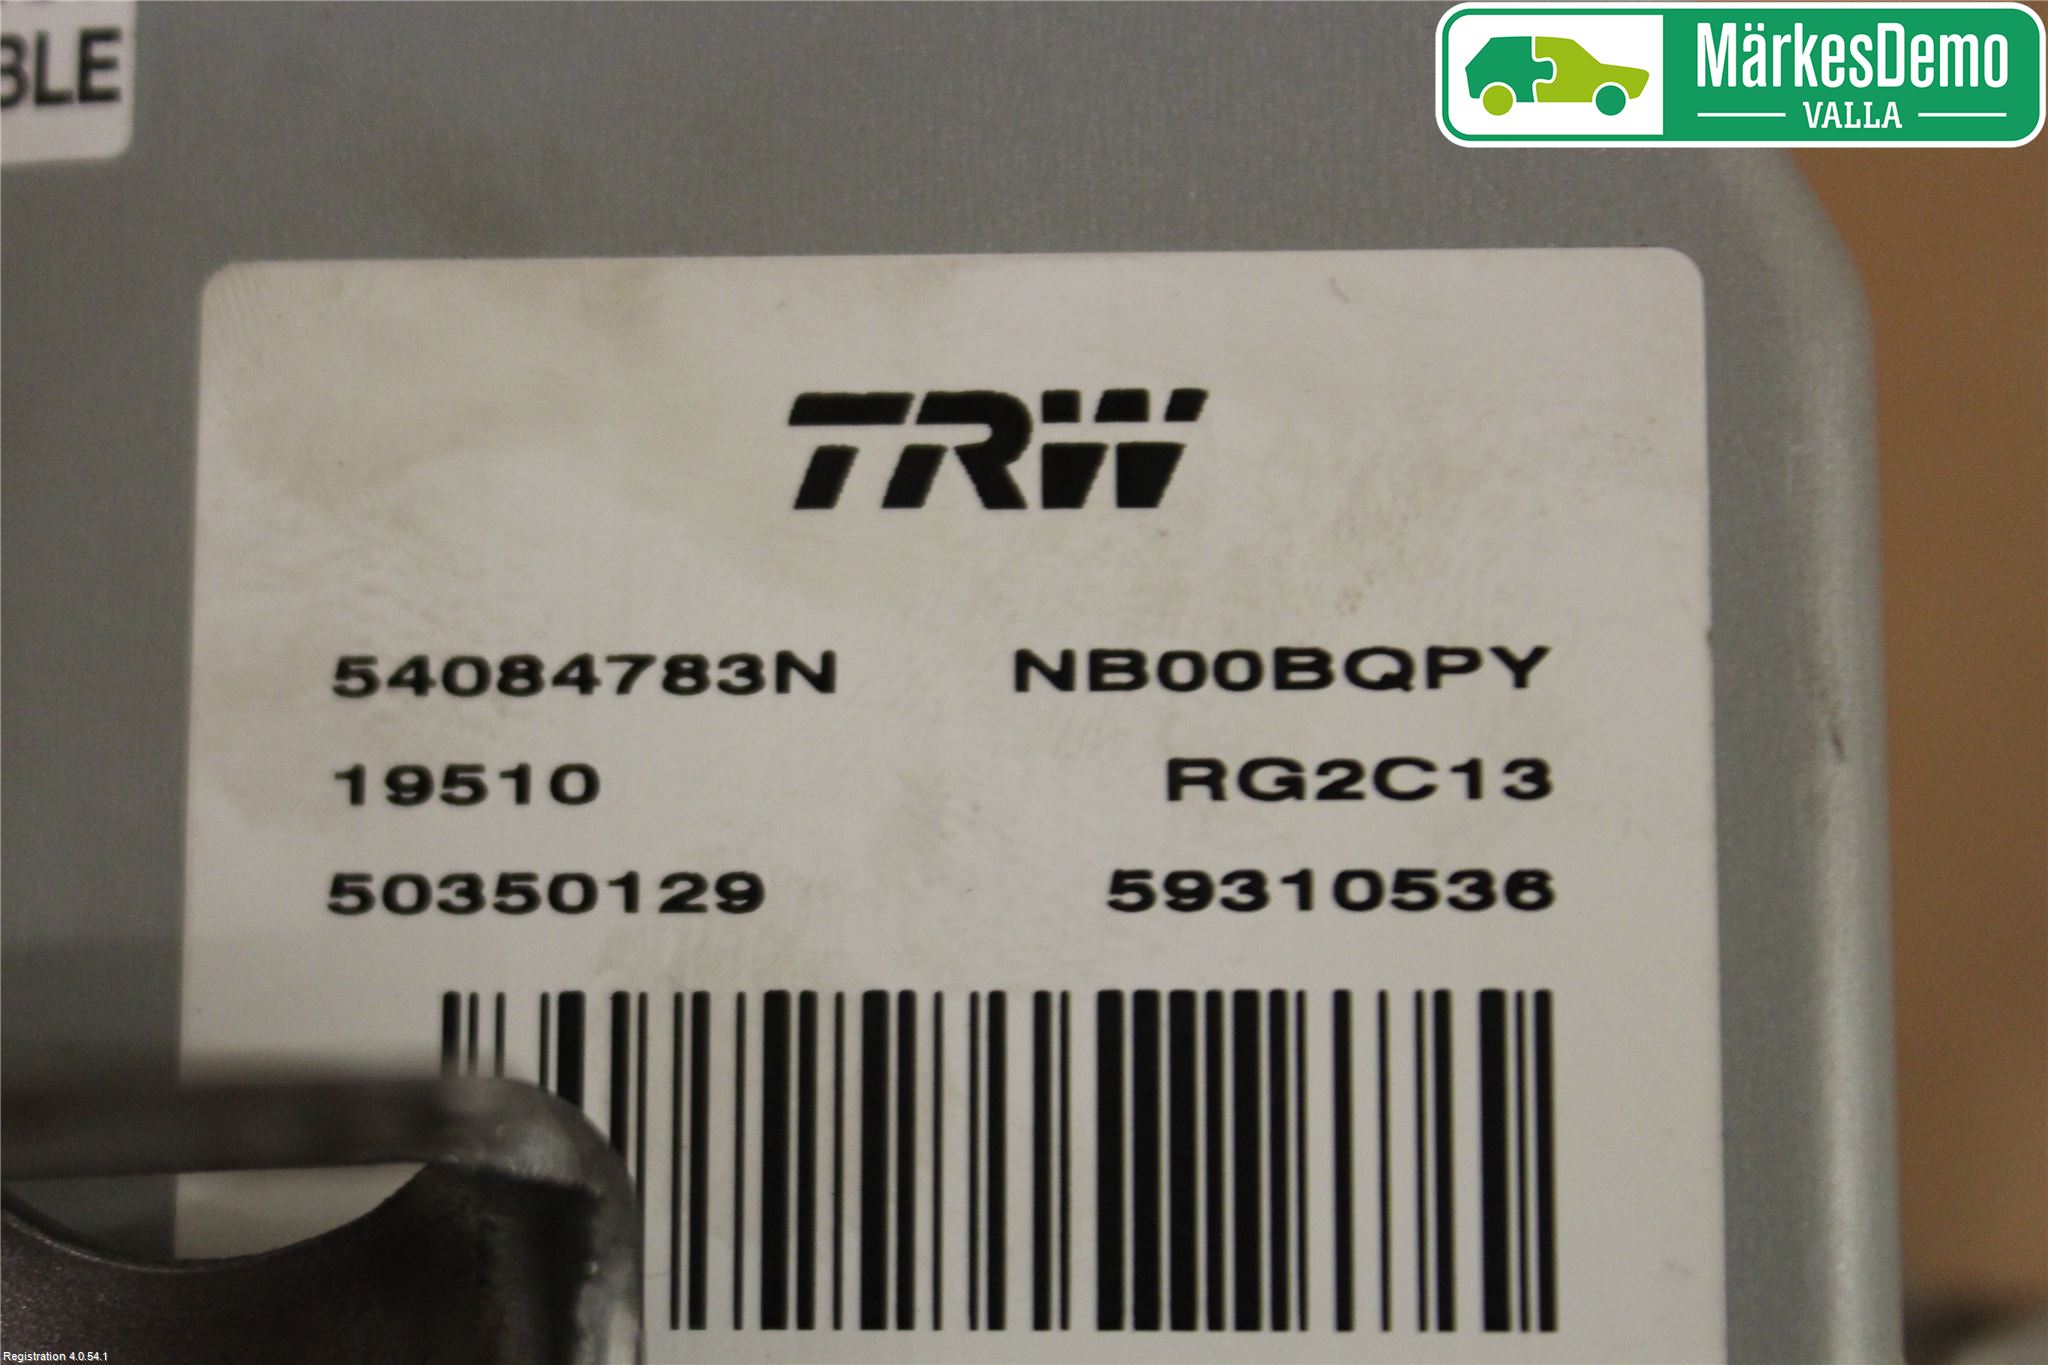 BLE
MärkesDemo
VALLA
TRW
54084783N NB00BQPY
19510 RG2C13
50350129 59310536
Registration 4.0.54.1